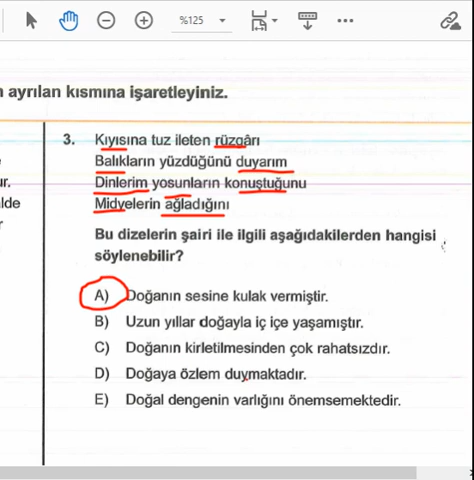 %125
n ayrılan kısmına işaretleyiniz.
3. Kıyısına tuz ileten rüzgârı
Balıkların yüzdüğünü duyarım
ır. Dinlerim yosunların konuştuğunu
lde Midyelerin ağladığını
Bu dizelerin şairi ile ilgili aşağıdakilerden hangisi
söylenebilir?
A) Doğanın sesine kulak vermiştir.
B) Uzun yıllar doğayla iç içe yaşamıştır.
C) Doğanın kirletilmesinden çok rahatsızdır.
D) Doğaya özlem duymaktadır.
E) Doğal dengenin varlığını önemsemektedir.